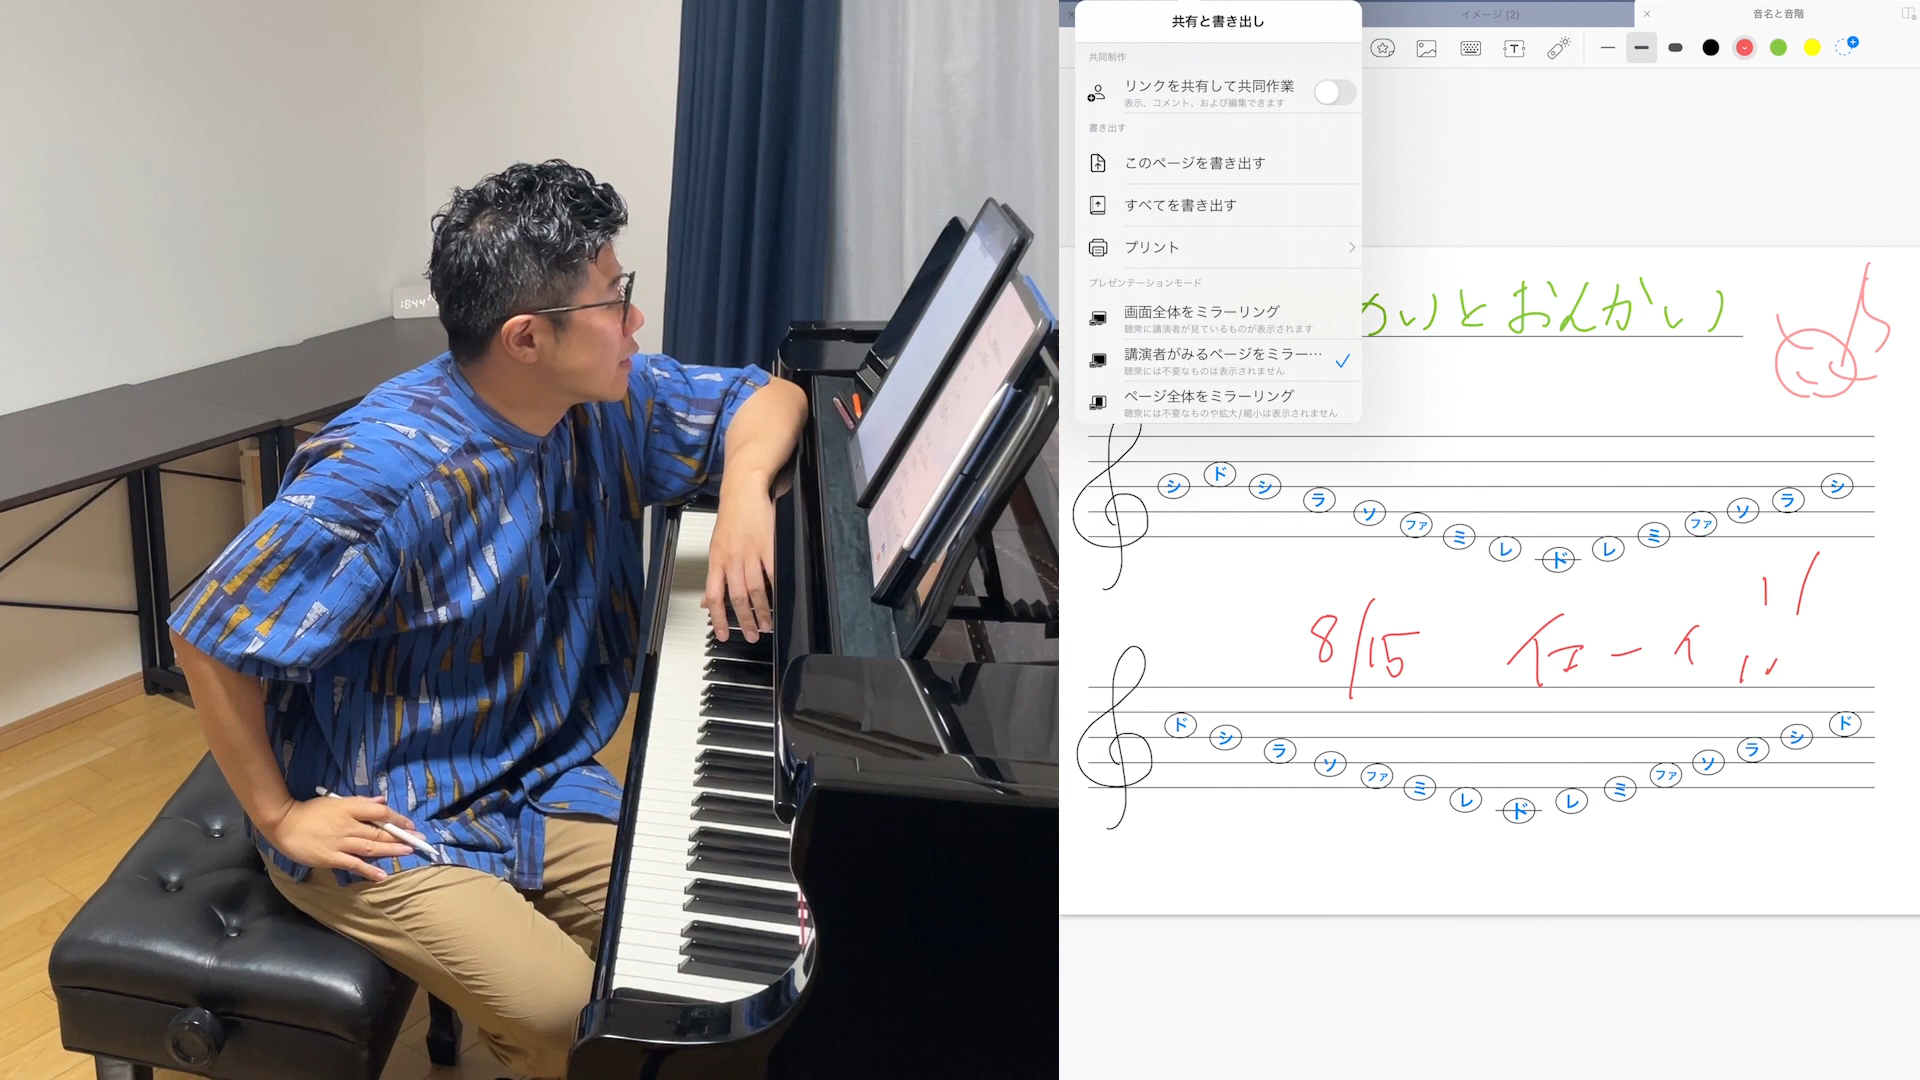 共有と書き出し
共同制作
リンクを共有して共同作業
表示、コメント、および編集できます
書き出す
このページを書き出す
すべてを書き出す
プリント
プレゼンテーションモード
画面全体をミラーリング
聴衆に講演者が見ているものが表示されます
講演者がみるページをミラー…
聴衆には不要なものは表示されません
ページ全体をミラーリング
聴衆には不要なものや拡大/縮小は表示されません
イメージ (2)
音名と音階
T
いとおんかい
シ ド シ ラ ソ ファ ミ レ ド レ ミ ファ ソ ラ シ
8/15 イエーイ!!
ド シ ラ ソ ファ ミ レ ド レ ミ ファ ソ ラ シ ド